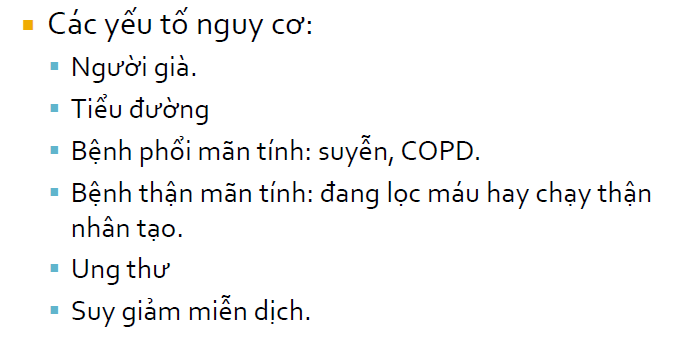 Các yếu tố nguy cơ:
Người già.
Tiểu đường
Bệnh phổi mãn tính: suyễn, COPD.
Bệnh thận mãn tính: đang lọc máu hay chạy thận
nhân tạo.
Ung thư
Suy giảm miễn dịch.